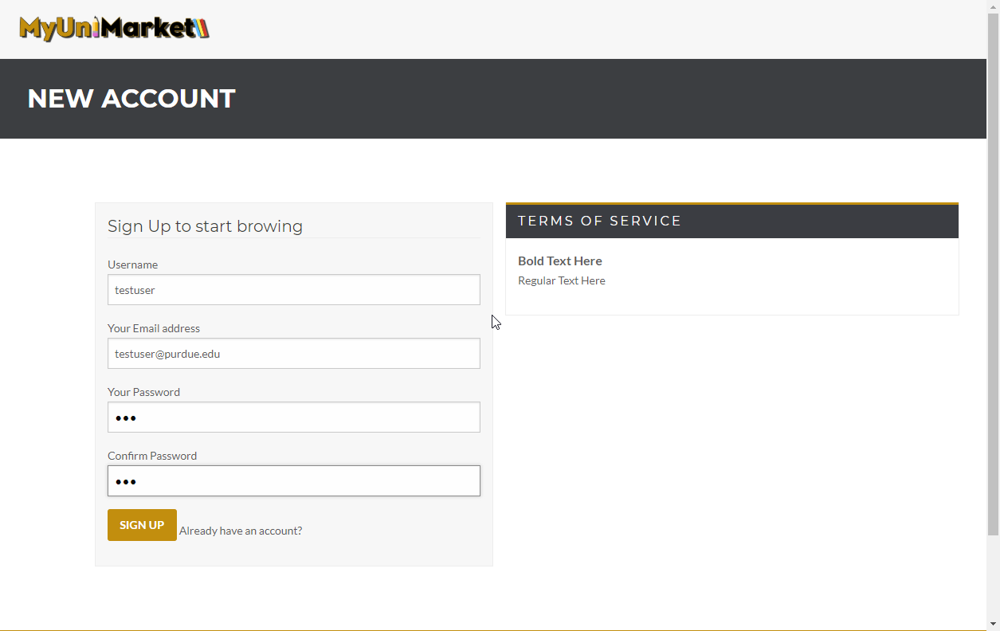 MyUniMarket
NEW ACCOUNT
Sign Up to start browing
Username
testuser
Your Email address
testuser@purdue.edu
Your Password
•••
Confirm Password
•••
SIGN UP Already have an account?
TERMS OF SERVICE
Bold Text Here
Regular Text Here